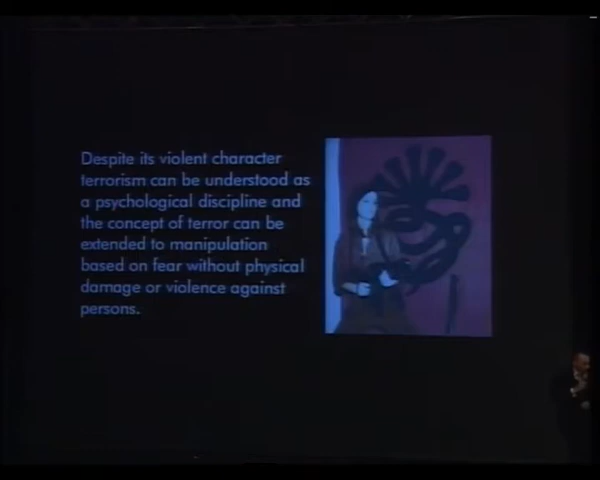 Despite its violent character
terrorism can be understood as
a psychological discipline and
the concept of terror can be
extended to manipulation
based on fear without physical
damage or violence against
persons.